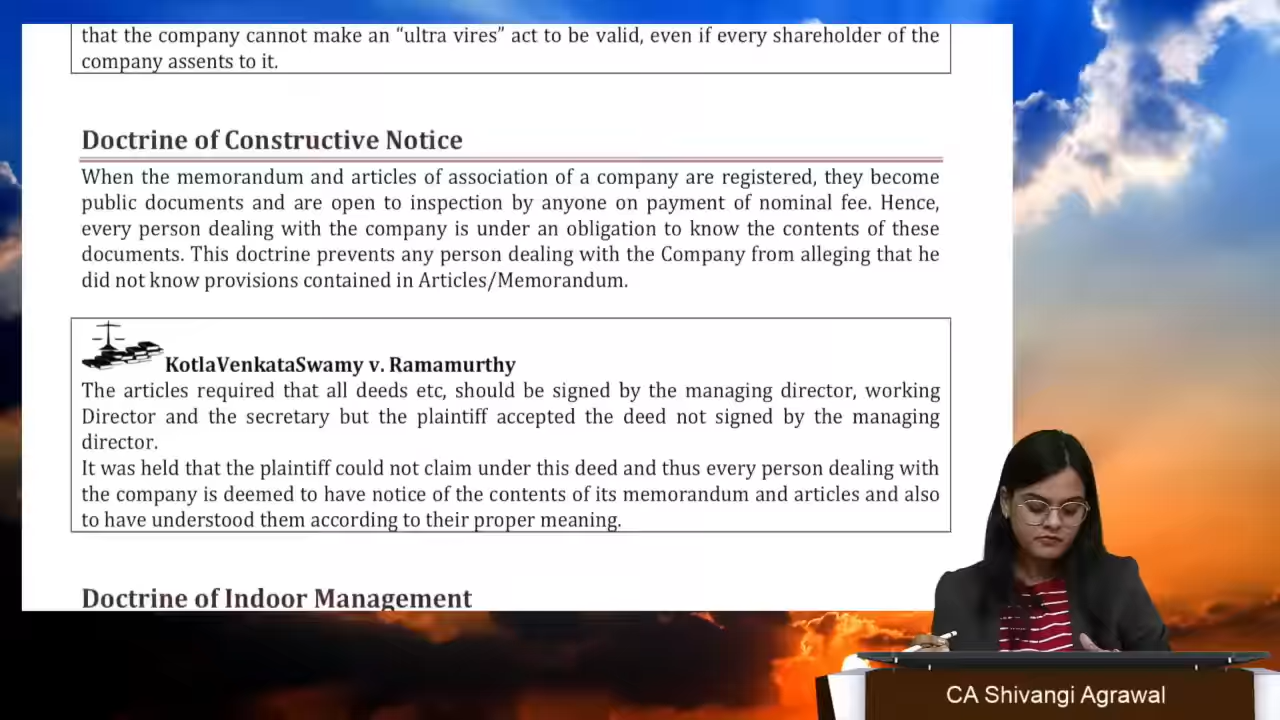 that the company cannot make an “ultra vires” act to be valid, even if every shareholder of the
company assents to it.
Doctrine of Constructive Notice
When the memorandum and articles of association of a company are registered, they become
public documents and are open to inspection by anyone on payment of nominal fee. Hence,
every person dealing with the company is under an obligation to know the contents of these
documents. This doctrine prevents any person dealing with the Company from alleging that he
did not know provisions contained in Articles/Memorandum.
KotlaVenkataSwamy v. Ramamurthy
The articles required that all deeds etc, should be signed by the managing director, working
Director and the secretary but the plaintiff accepted the deed not signed by the managing
director.
It was held that the plaintiff could not claim under this deed and thus every person dealing with
the company is deemed to have notice of the contents of its memorandum and articles and also
to have understood them according to their proper meaning.
Doctrine of Indoor Management
CA Shivangi Agrawal